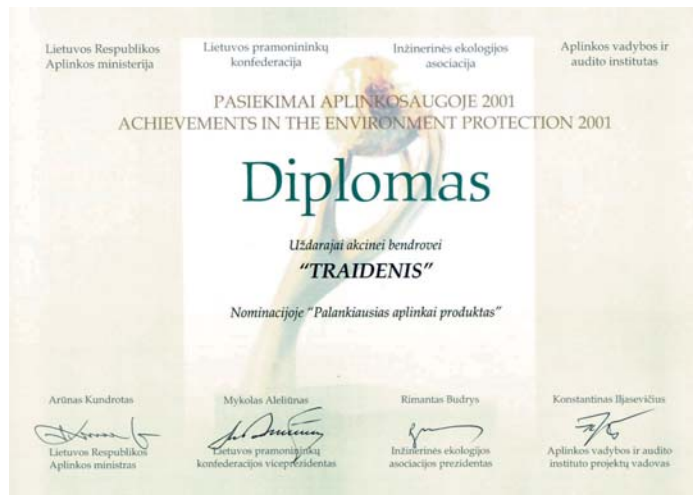 Lietuvos Respublikos
Aplinkos ministerija
Lietuvos pramonininkų
konfederacija
Inžinerinės ekologijos
asociacija
Aplinkos vadybos ir
audito institutas
PASIEKIMAI APLINKOSAUGOJE 2001
ACHIEVEMENTS IN THE ENVIRONMENT PROTECTION 2001
Diplomas
Uždarajai akcinei bendrovei
“TRAIDENIS”
Nominacijoje “Palankiausias aplinkai produktas”
Arūnas Kundrotas
Lietuvos Respublikos
Aplinkos ministras
Mykolas Aleliūnas
Lietuvos pramonininkų
konfederacijos viceprezidentas
Rimantas Budrys
Inžinerinės ekologijos
asociacijos prezidentas
Konstantinas Iljasevičius
Aplinkos vadybos ir audito
instituto projektų vadovas